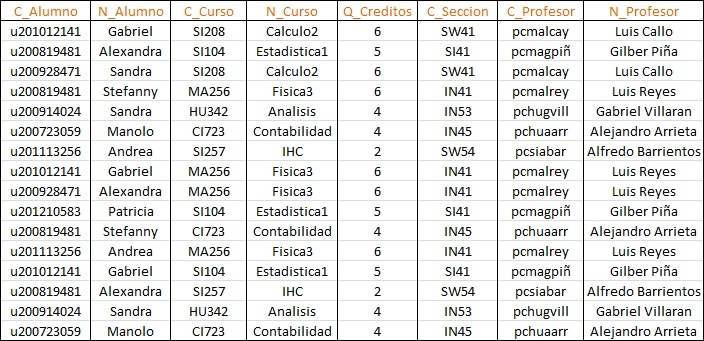 C_Alumno N_Alumno C_Curso N_Curso Q_Creditos C_Seccion C_Profesor N_Profesor
u201012141 Gabriel SI208 Calculo2 6 SW41 pcmalcay Luis Callo
u200819481 Alexandra SI104 Estadistica1 5 SI41 pcmagpiñ Gilber Piña
u200928471 Sandra SI208 Calculo2 6 SW41 pcmalcay Luis Callo
u200819481 Stefanny MA256 Fisica3 6 IN41 pcmalrey Luis Reyes
u200914024 Sandra HU342 Analisis 4 IN53 pchugvill Gabriel Villaran
u200723059 Manolo CI723 Contabilidad 4 IN45 pchuaarr Alejandro Arrieta
u201113256 Andrea SI257 IHC 2 SW54 pcsiabar Alfredo Barrientos
u201012141 Gabriel MA256 Fisica3 6 IN41 pcmalrey Luis Reyes
u200928471 Alexandra MA256 Fisica3 6 IN41 pcmalrey Luis Reyes
u201210583 Patricia SI104 Estadistica1 5 SI41 pcmagpiñ Gilber Piña
u200819481 Stefanny CI723 Contabilidad 4 IN45 pchuaarr Alejandro Arrieta
u201113256 Andrea MA256 Fisica3 6 IN41 pcmalrey Luis Reyes
u201012141 Gabriel SI104 Estadistica1 5 SI41 pcmagpiñ Gilber Piña
u200819481 Alexandra SI257 IHC 2 SW54 pcsiabar Alfredo Barrientos
u200914024 Sandra HU342 Analisis 4 IN53 pchugvill Gabriel Villaran
u200723059 Manolo CI723 Contabilidad 4 IN45 pchuaarr Alejandro Arrieta